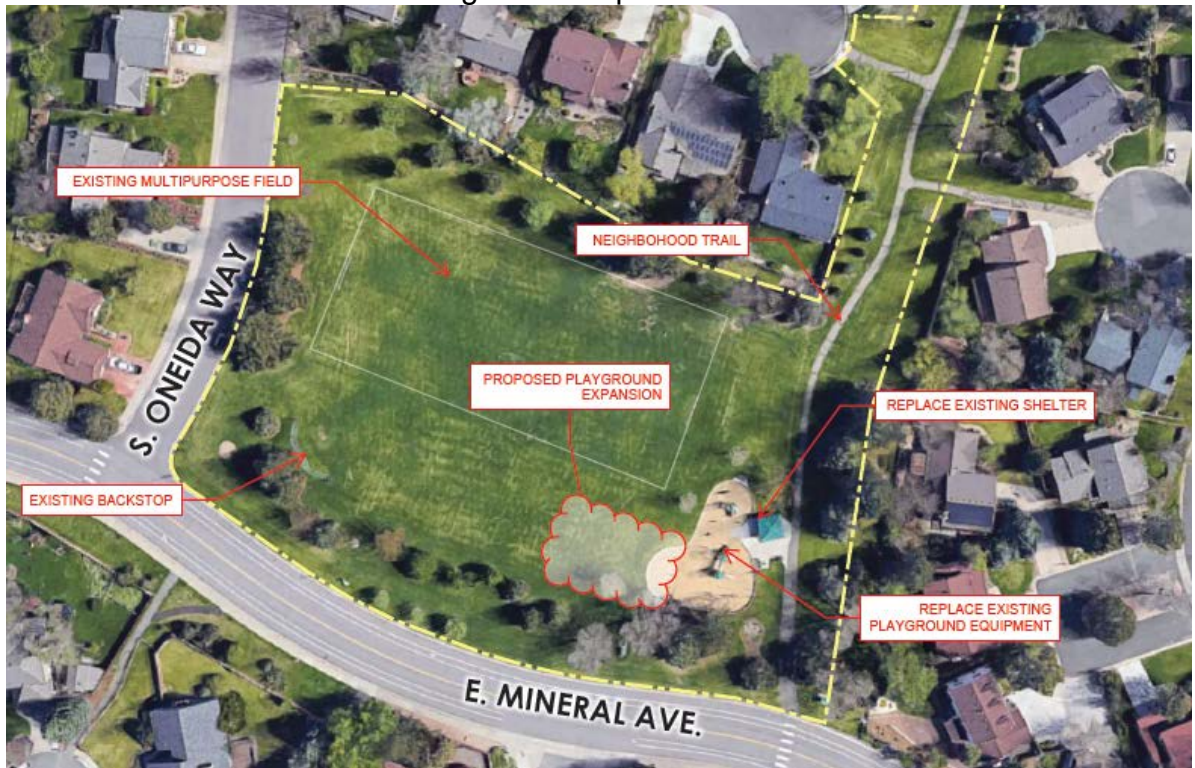 EXISTING MULTIPURPOSE FIELD
NEIGHBOHOOD TRAIL
S. ONEIDA WAY
PROPOSED PLAYGROUND
EXPANSION
REPLACE EXISTING SHELTER
EXISTING BACKSTOP
REPLACE EXISTING
PLAYGROUND EQUIPMENT
E. MINERAL AVE.